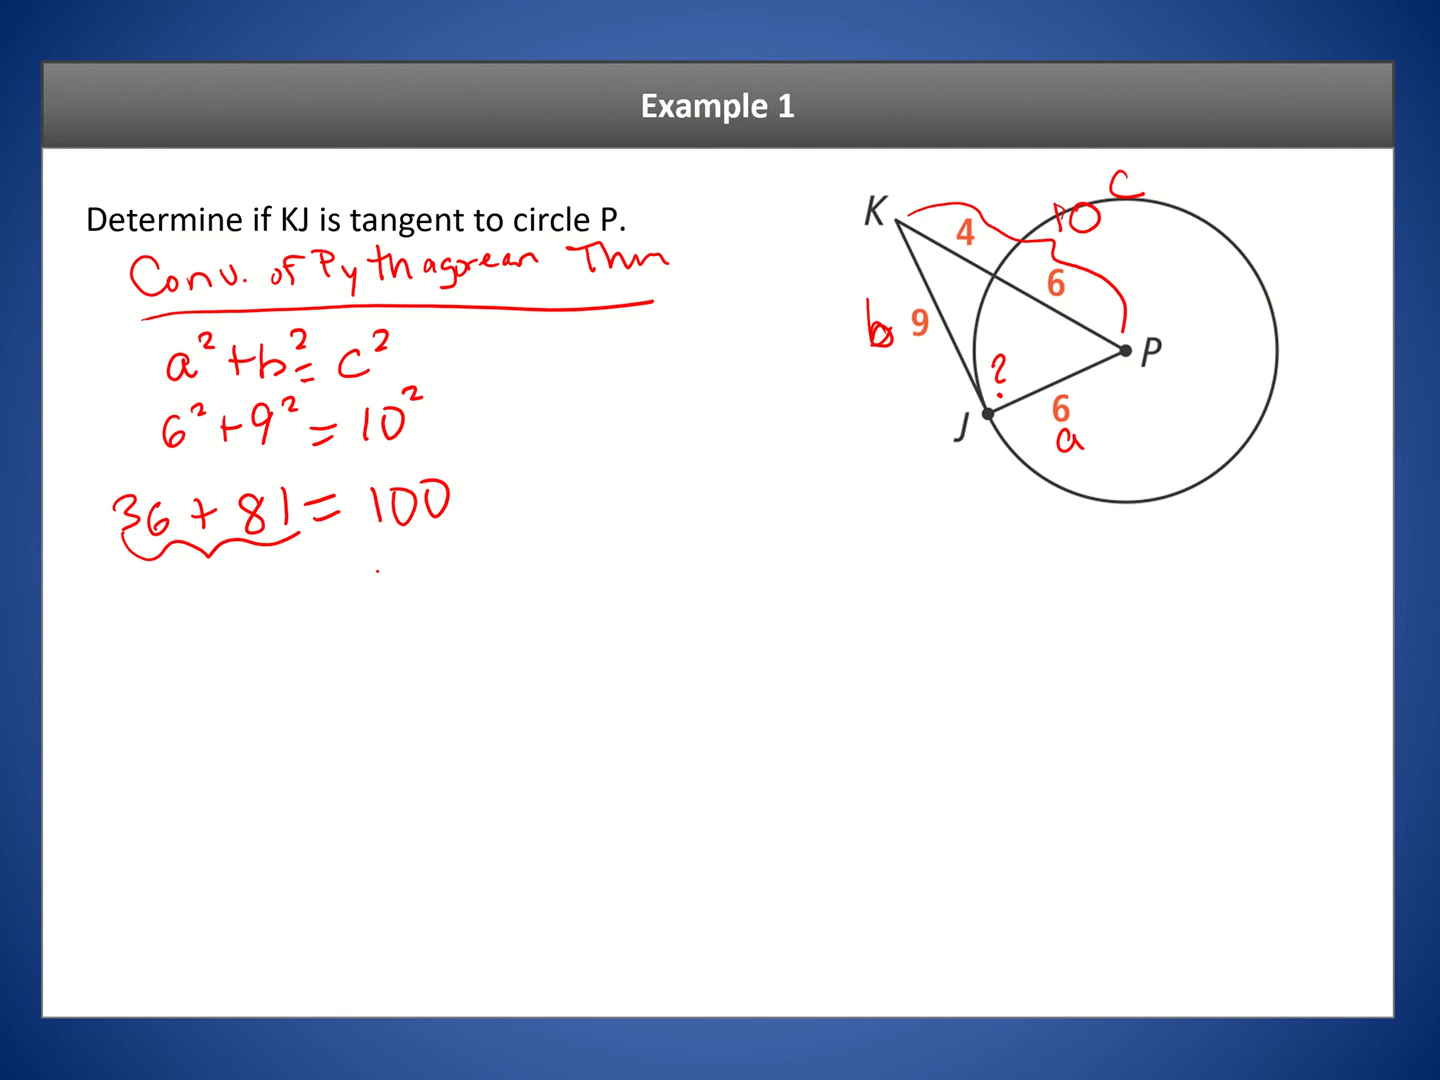 Example 1
Determine if KJ is tangent to circle P.
Conv. of Pythagorean Thm
a² + b² = c²
6² + 9² = 10²
36 + 81 = 100
C
K
4
10
6
b 9
P
?
J
6
a